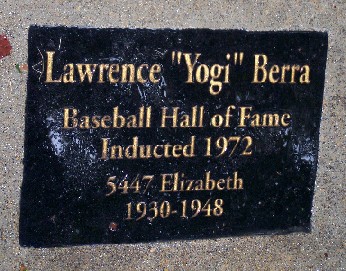 Lawrence "Yogi" Berra
Baseball Hall of Fame
Inducted 1972
5447 Elizabeth
1930-1948